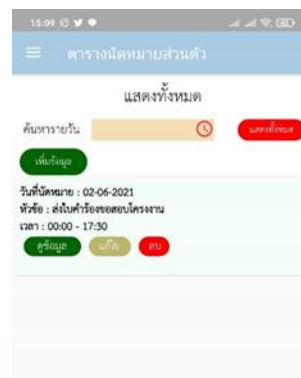 15:09
ตารางนัดหมายส่วนตัว
แสดงทั้งหมด
ค้นหารายวัน
แสดงทั้งหมด
เพิ่มข้อมูล
วันที่นัดหมาย : 02-06-2021
หัวข้อ : ส่งใบคำร้องขอสอบโครงงาน
เวลา : 00:00 - 17:30
ดูข้อมูล แก้ไข ลบ